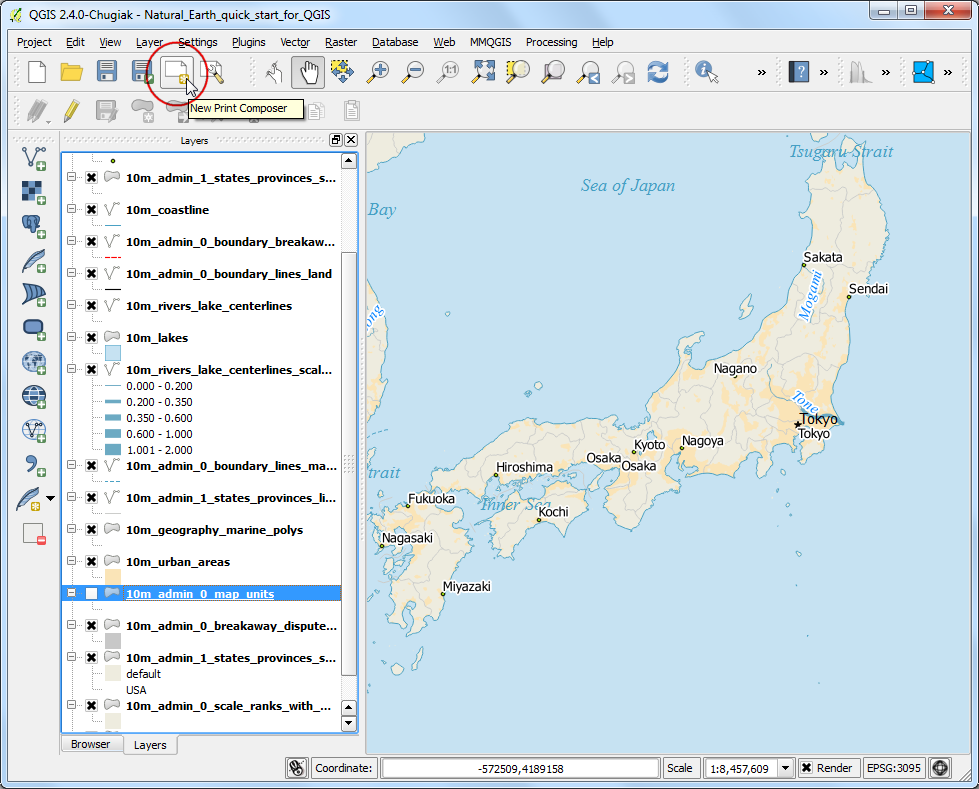 QGIS 2.4.0-Chugiak - Natural_Earth_quick_start_for_QGIS
Project Edit View Layer Settings Plugins Vector Raster Database Web MMQGIS Processing Help
1:1
» ? » » »
New Print Composer
Layers
10m_admin_1_states_provinces_s...
10m_coastline
10m_admin_0_boundary_breakaw...
10m_admin_0_boundary_lines_land
10m_rivers_lake_centerlines
10m_lakes
10m_rivers_lake_centerlines_scal...
0.000 - 0.200
0.200 - 0.350
0.350 - 0.600
0.600 - 1.000
1.001 - 2.000
10m_admin_0_boundary_lines_ma...
10m_admin_1_states_provinces_li...
10m_geography_marine_polys
10m_urban_areas
10m_admin_0_map_units
10m_admin_0_breakaway_dispute...
10m_admin_1_states_provinces_s...
default
USA
10m_admin_0_scale_ranks_with_...
Browser Layers
Tsugaru Strait
Sea of Japan
Bay
Sakata
Mogami
Sendai
ong
Nagano
Tone
Tokyo
Tokyo
Kyoto
Nagoya
Osaka
Osaka
Hiroshima
trait
Fukuoka
Inner Sea
Kochi
Nagasaki
Miyazaki
Coordinate: -572509,4189158 Scale 1:8,457,609 Render EPSG:3095